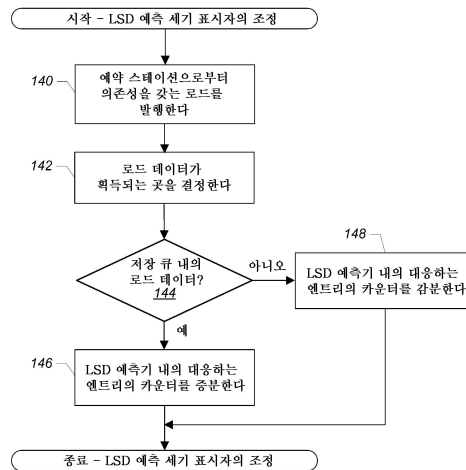 시작 - LSD 예측 세기 표시자의 조정
140
예약 스테이션으로부터
의존성을 갖는 로드를
발행한다
142
로드 데이터가
획득되는 곳을 결정한다
저장 큐 내의
로드 데이터?
144
아니오
예
148
LSD 예측기 내의 대응하는
엔트리의 카운터를 감분한다
146
LSD 예측기 내의 대응하는
엔트리의 카운터를 증분한다
종료 - LSD 예측 세기 표시자의 조정